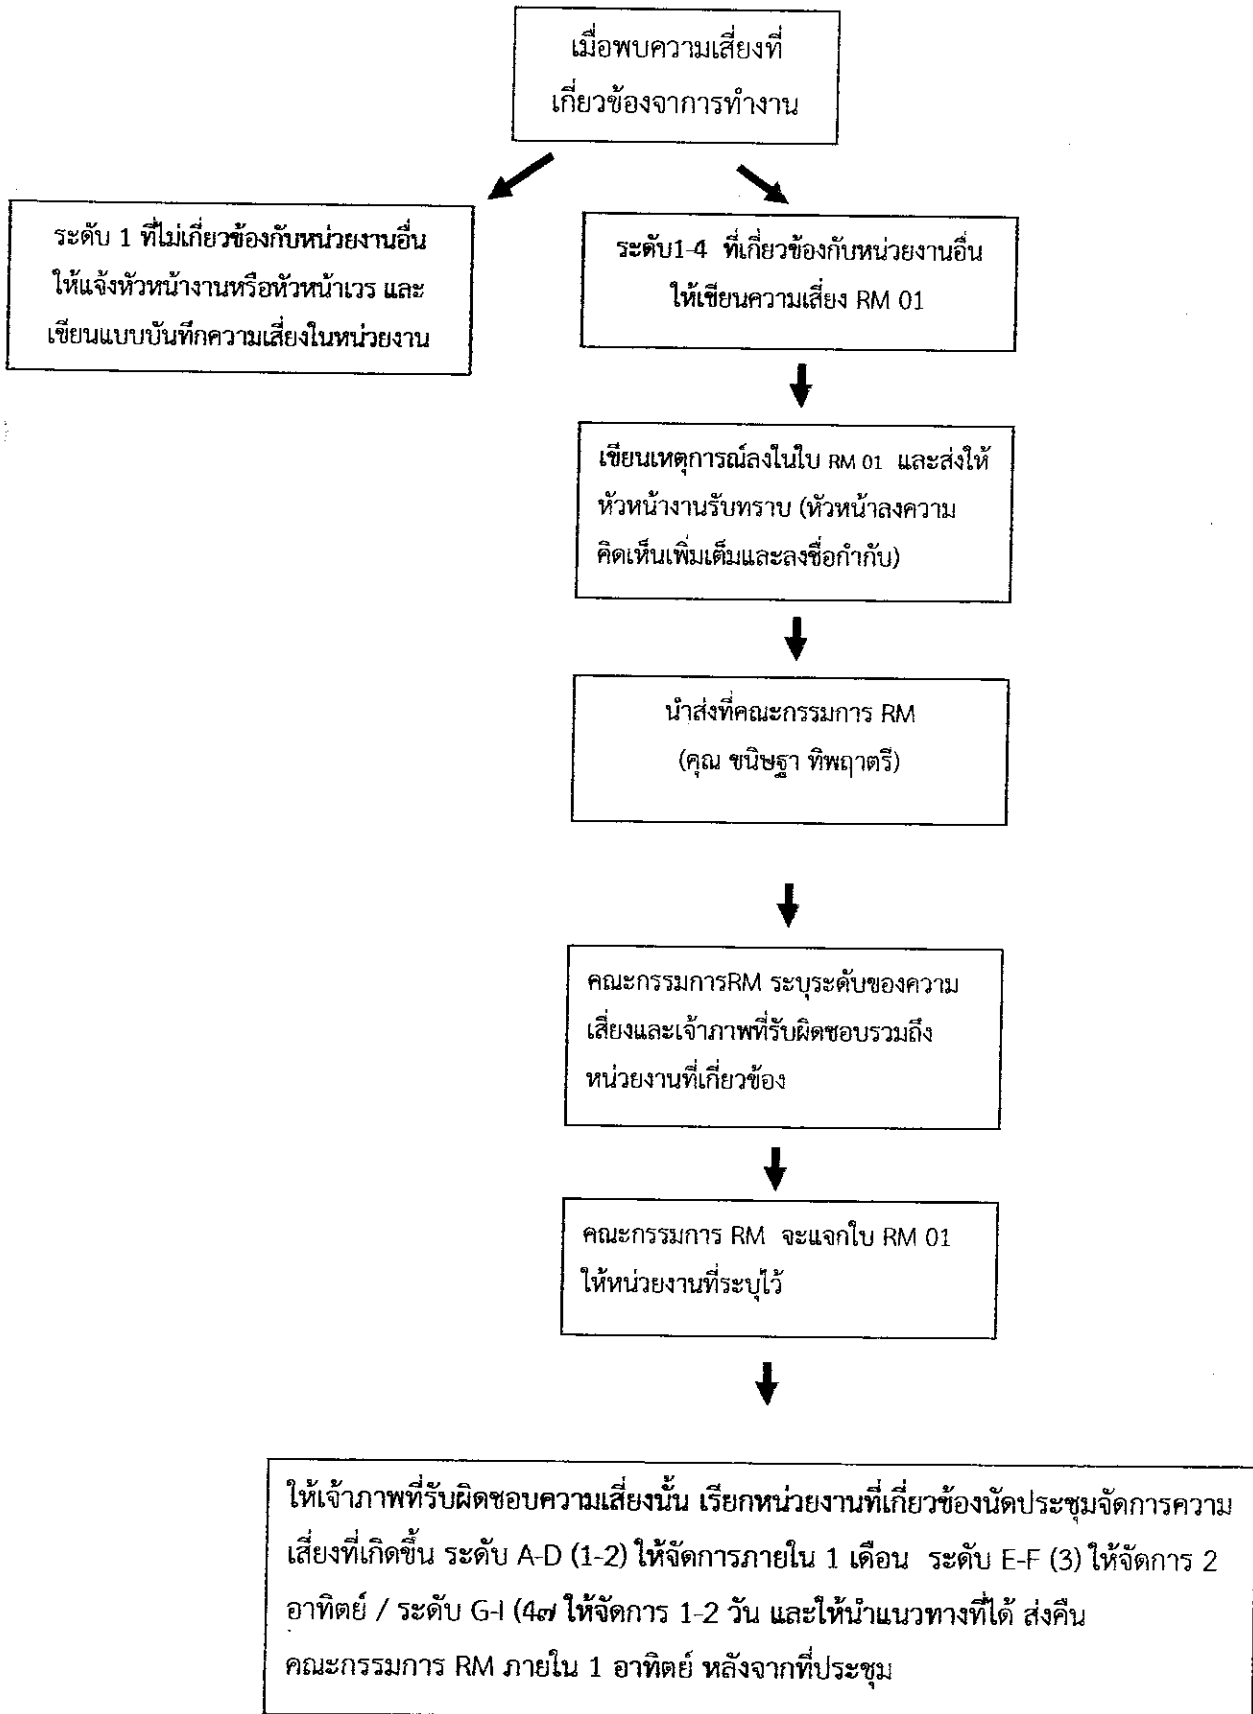 เมื่อพบความเสี่ยงที่
เกี่ยวข้องจาการทำงาน
ระดับ 1 ที่ไม่เกี่ยวข้องกับหน่วยงานอื่น
ให้แจ้งหัวหน้างานหรือหัวหน้าเวร และ
เขียนแบบบันทึกความเสี่ยงในหน่วยงาน
ระดับ1-4 ที่เกี่ยวข้องกับหน่วยงานอื่น
ให้เขียนความเสี่ยง RM 01
เขียนเหตุการณ์ลงในใบ RM 01 และส่งให้
หัวหน้างานรับทราบ (หัวหน้าลงความ
คิดเห็นเพิ่มเต็มและลงชื่อกำกับ)
นำส่งที่คณะกรรมการ RM
(คุณ ขนิษฐา ทิพฤาตรี)
คณะกรรมการRM ระบุระดับของความ
เสี่ยงและเจ้าภาพที่รับผิดชอบรวมถึง
หน่วยงานที่เกี่ยวข้อง
คณะกรรมการ RM จะแจกใบ RM 01
ให้หน่วยงานที่ระบุไว้
ให้เจ้าภาพที่รับผิดชอบความเสี่ยงนั้น เรียกหน่วยงานที่เกี่ยวข้องนัดประชุมจัดการความ
เสี่ยงที่เกิดขึ้น ระดับ A-D (1-2) ให้จัดการภายใน 1 เดือน ระดับ E-F (3) ให้จัดการ 2
อาทิตย์ / ระดับ G-I (4๗ ให้จัดการ 1-2 วัน และให้นำแนวทางที่ได้ ส่งคืน
คณะกรรมการ RM ภายใน 1 อาทิตย์ หลังจากที่ประชุม